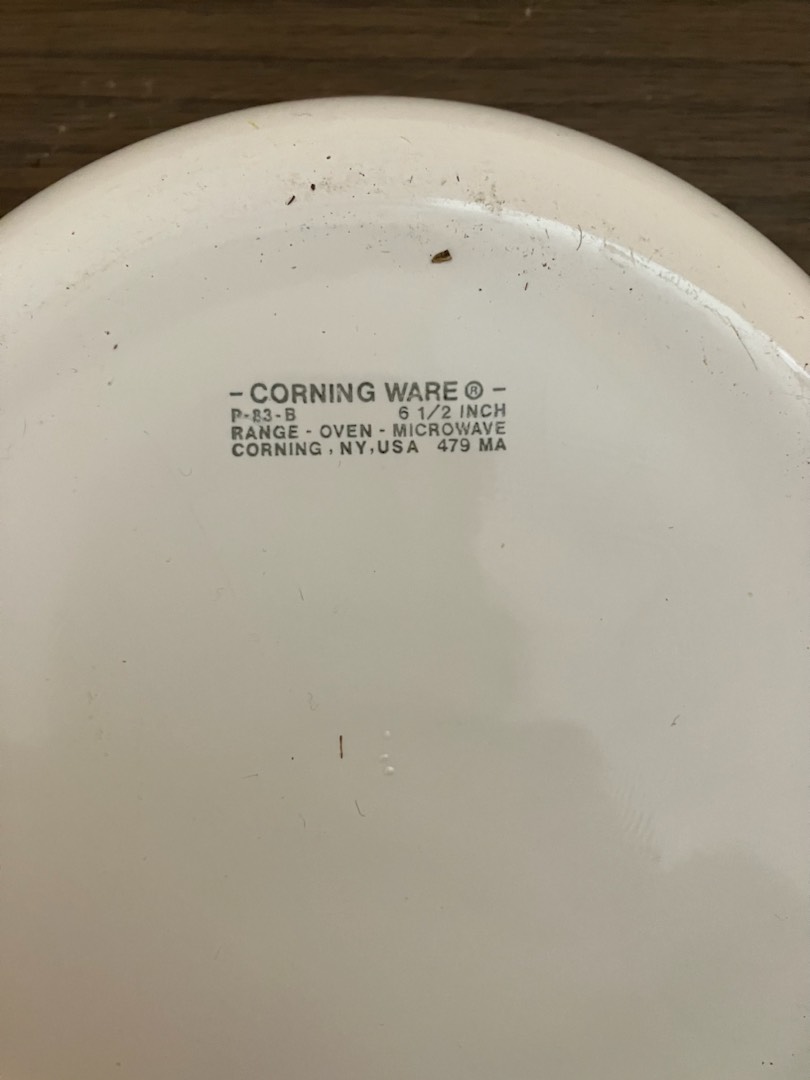 - CORNING WARE ® -
P-83-B 6 1/2 INCH
RANGE - OVEN - MICROWAVE
CORNING, NY, USA 479 MA